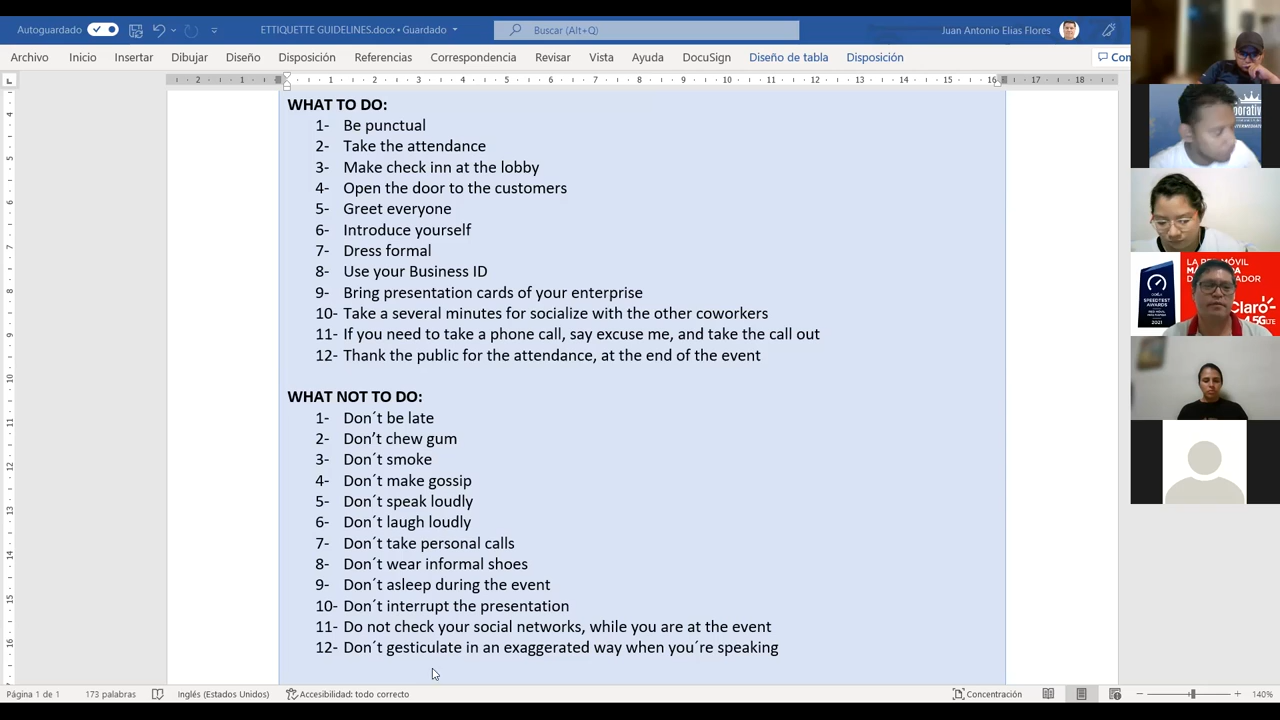 Autoguardado
ETTIQUETTE GUIDELINES.docx • Guardado
Buscar (Alt+Q)
Juan Antonio Elias Flores
Archivo Inicio Insertar Dibujar Diseño Disposición Referencias Correspondencia Revisar Vista Ayuda DocuSign Diseño de tabla Disposición
WHAT TO DO:
1- Be punctual
2- Take the attendance
3- Make check inn at the lobby
4- Open the door to the customers
5- Greet everyone
6- Introduce yourself
7- Dress formal
8- Use your Business ID
9- Bring presentation cards of your enterprise
10- Take a several minutes for socialize with the other coworkers
11- If you need to take a phone call, say excuse me, and take the call out
12- Thank the public for the attendance, at the end of the event
WHAT NOT TO DO:
1- Don´t be late
2- Don’t chew gum
3- Don´t smoke
4- Don´t make gossip
5- Don´t speak loudly
6- Don´t laugh loudly
7- Don´t take personal calls
8- Don´t wear informal shoes
9- Don´t asleep during the event
10- Don´t interrupt the presentation
11- Do not check your social networks, while you are at the event
12- Don´t gesticulate in an exaggerated way when you´re speaking
Página 1 de 1 173 palabras Inglés (Estados Unidos) Accesibilidad: todo correcto Concentración 140%
SPEEDTEST
AWARDS
2021
Claro
4.5G LTE